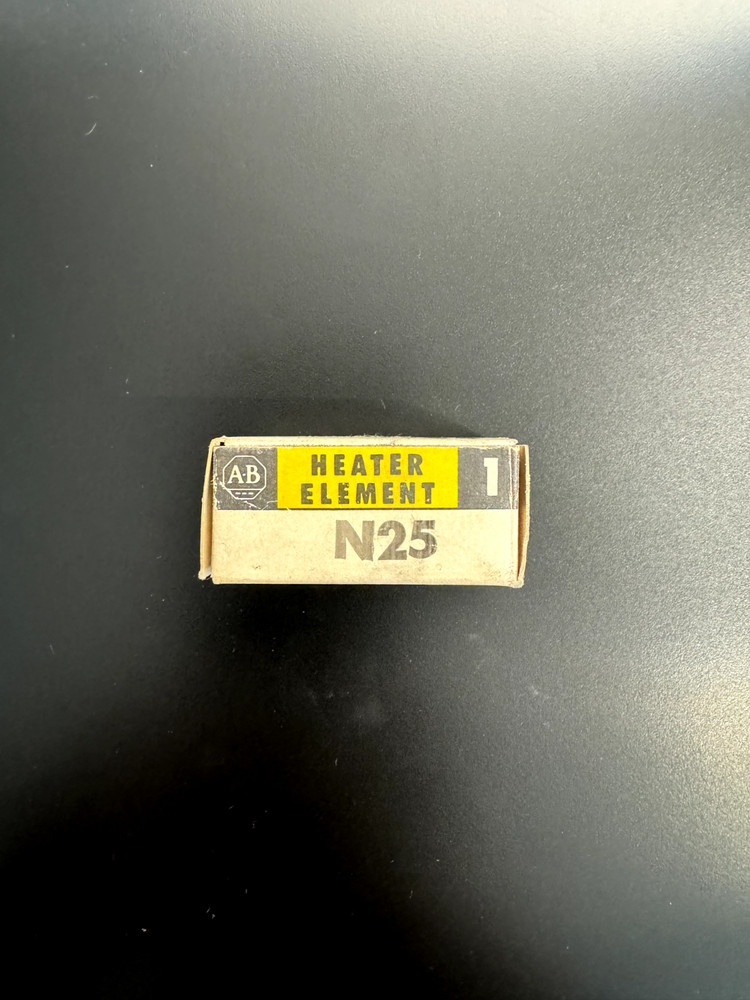 A-B
HEATER
ELEMENT
1
N25